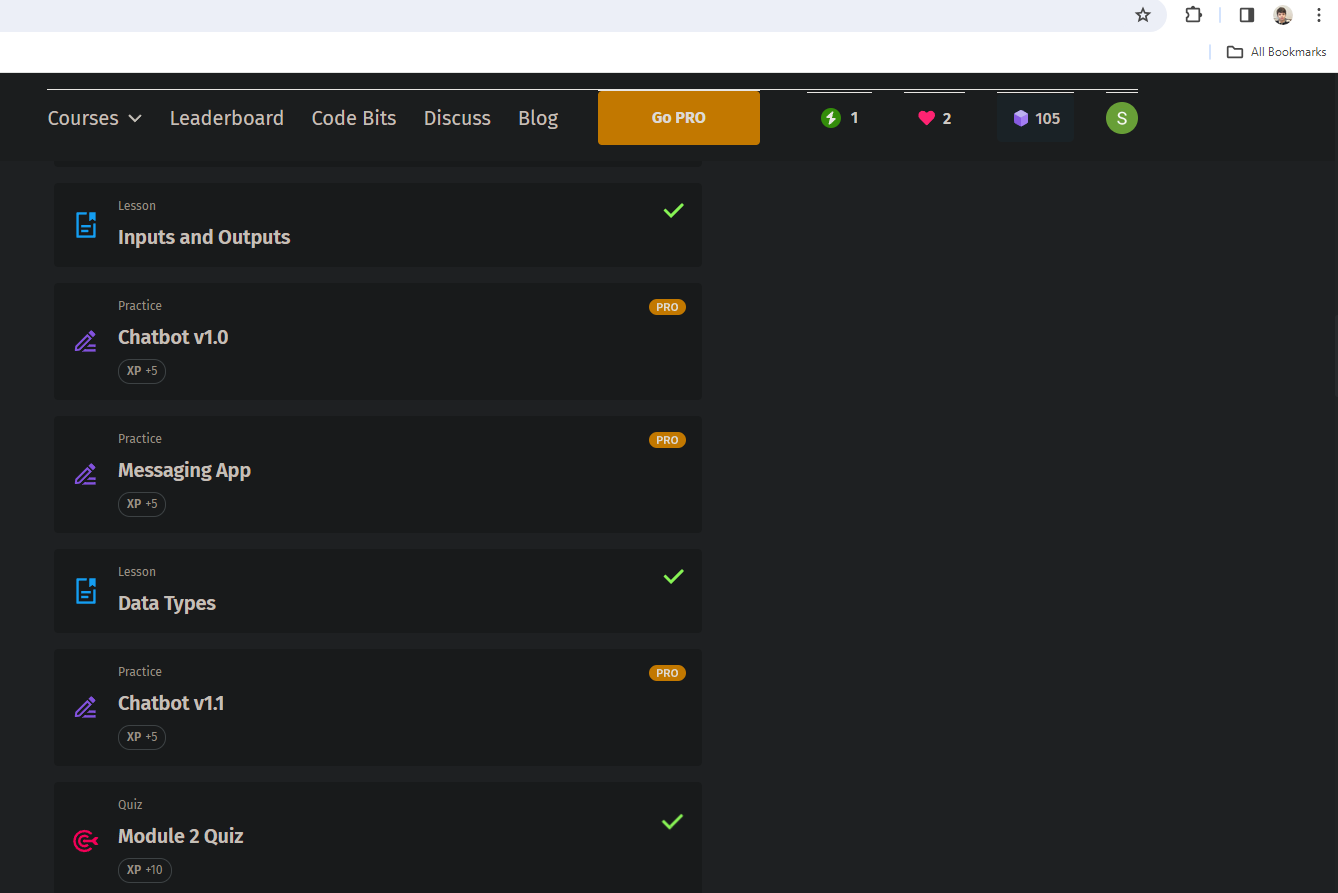 All Bookmarks
Courses Leaderboard Code Bits Discuss Blog Go PRO 1 2 105 S
Lesson
Inputs and Outputs
Practice PRO
Chatbot v1.0
XP +5
Practice PRO
Messaging App
XP +5
Lesson
Data Types
Practice PRO
Chatbot v1.1
XP +5
Quiz
Module 2 Quiz
XP +10